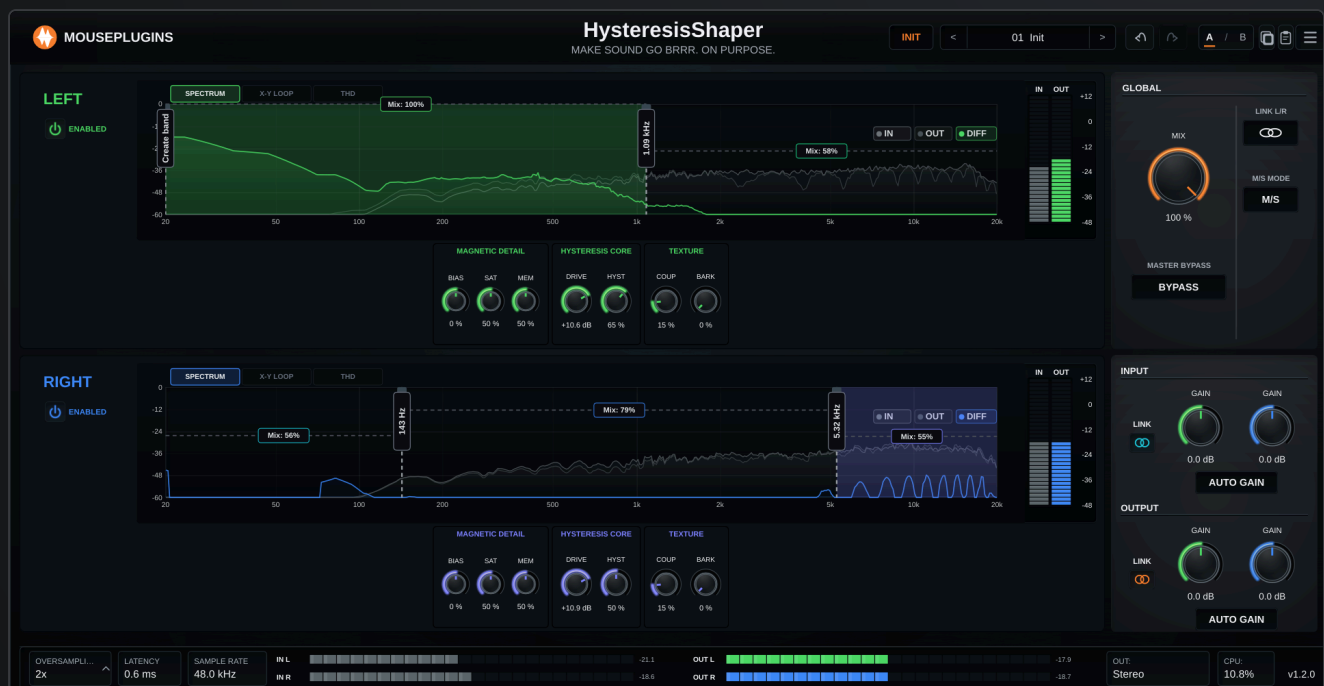 MOUSEPLUGINS
HysteresisShaper
MAKE SOUND GO BRRR. ON PURPOSE.
INIT < 01 Init > A / B
LEFT
ENABLED
SPECTRUM X-Y LOOP THD
Mix: 100%
Create band
1.09 kHz
Mix: 58%
IN OUT DIFF
0
-36
-48
-60
20 50 100 200 500 1k 2k 5k 10k 20k
IN OUT
+12
0
-12
-24
-36
-48
MAGNETIC DETAIL HYSTERESIS CORE TEXTURE
BIAS SAT MEM DRIVE HYST COUP BARK
0 % 50 % 50 % +10.6 dB 65 % 15 % 0 %
GLOBAL
MIX
100 %
LINK L/R
M/S MODE
M/S
MASTER BYPASS
BYPASS
RIGHT
ENABLED
SPECTRUM X-Y LOOP THD
Mix: 56%
143 Hz
Mix: 79%
5.32 kHz
IN OUT DIFF
Mix: 55%
0
-12
-24
-36
-48
-60
20 50 100 200 500 1k 2k 5k 10k 20k
IN OUT
+12
0
-12
-24
-36
-48
MAGNETIC DETAIL HYSTERESIS CORE TEXTURE
BIAS SAT MEM DRIVE HYST COUP BARK
0 % 50 % 50 % +10.9 dB 50 % 15 % 0 %
INPUT
GAIN GAIN
LINK
0.0 dB 0.0 dB
AUTO GAIN
OUTPUT
GAIN GAIN
LINK
0.0 dB 0.0 dB
AUTO GAIN
OVERSAMPLI...
2x
LATENCY
0.6 ms
SAMPLE RATE
48.0 kHz
IN L -21.1
IN R -18.6
OUT L -17.9
OUT R -18.7
OUT:
Stereo
CPU:
10.8%
v1.2.0